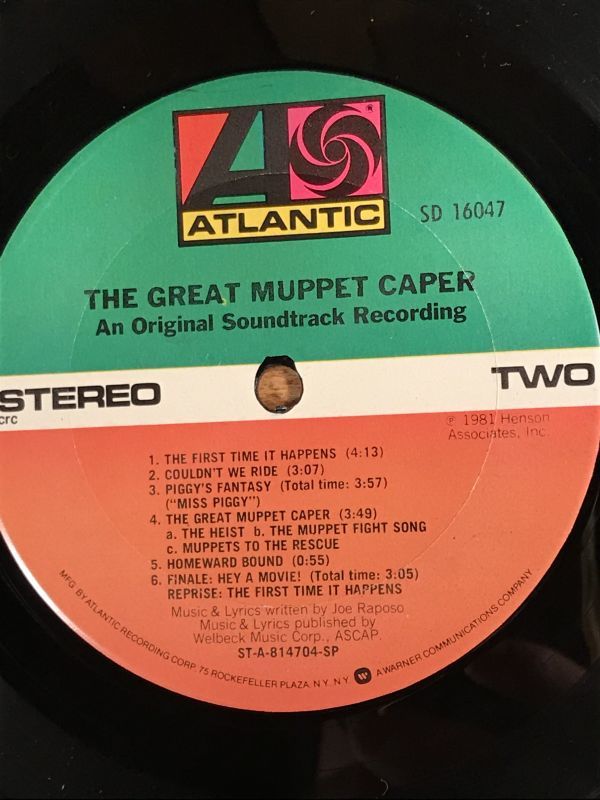 ®
ATLANTIC
SD 16047
THE GREAT MUPPET CAPER
An Original Soundtrack Recording
STEREO
TWO
crc
℗ 1981 Henson
Associates, Inc.
1. THE FIRST TIME IT HAPPENS (4:13)
2. COULDN'T WE RIDE (3:07)
3. PIGGY'S FANTASY (Total time: 3:57)
("MISS PIGGY")
4. THE GREAT MUPPET CAPER (3:49)
a. THE HEIST b. THE MUPPET FIGHT SONG
c. MUPPETS TO THE RESCUE
5. HOMEWARD BOUND (0:55)
6. FINALE: HEY A MOVIE! (Total time: 3:05)
REPRISE: THE FIRST TIME IT HAPPENS
Music & Lyrics written by Joe Raposo
Music & Lyrics published by
Welbeck Music Corp., ASCAP.
ST-A-814704-SP
MFG BY ATLANTIC RECORDING CORP. 75 ROCKEFELLER PLAZA, N.Y. N.Y. W A WARNER COMMUNICATIONS COMPANY